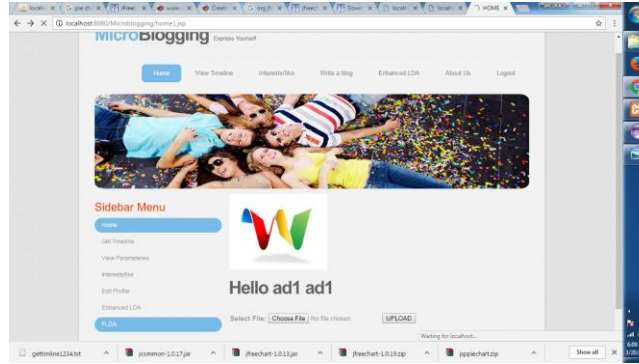 localhost:8080/Microblogging/home1.jsp
MicroBlogging Express Yourself
Home View Timeline Interests/like Write a blog Enhanced LDA About Us Logout
Sidebar Menu
Home
Get Timeline
View Parameteres
Interests/like
Edit Profile
Enhanced LDA
FLDA
Hello ad1 ad1
Select File: Choose File No file chosen UPLOAD
Waiting for localhost...
gettimline1234.txt jcommon-1.0.17.jar jfreechart-1.0.13.jar jfreechart-1.0.19.zip jsppiechart.zip Show all